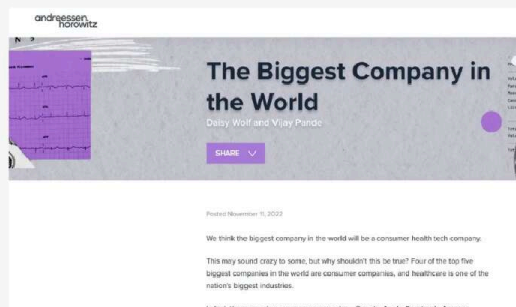 andreessen
horowitz
The Biggest Company in
the World
Daisy Wolf and Vijay Pande
SHARE
Posted November 11, 2022
We think the biggest company in the world will be a consumer health tech company.
This may sound crazy to some, but why shouldn't this be true? Four of the top five
biggest companies in the world are consumer companies, and healthcare is one of the
nation's biggest industries.